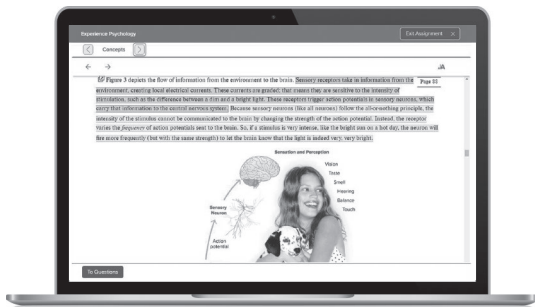 Experience Psychology
Exit Assignment X
Concepts
Figure 3 depicts the flow of information from the environment to the brain. Sensory receptors take in information from the
Page 82
environment, creating local electrical currents. These currents are graded; that means they are sensitive to the intensity of
stimulation, such as the difference between a dim and a bright light. These receptors trigger action potentials in sensory neurons, which
carry that information to the central nervous system. Because sensory neurons (like all neurons) follow the all-or-nothing principle, the
intensity of the stimulus cannot be communicated to the brain by changing the strength of the action potential. Instead, the receptor
varies the frequency of action potentials sent to the brain. So, if a stimulus is very intense, like the bright sun on a hot day, the neuron will
fire more frequently (but with the same strength) to let the brain know that the light is indeed very, very bright.
Sensation and Perception
Vision
Taste
Smell
Hearing
Balance
Touch
Sensory
Neurons
Action
potential
To Questions